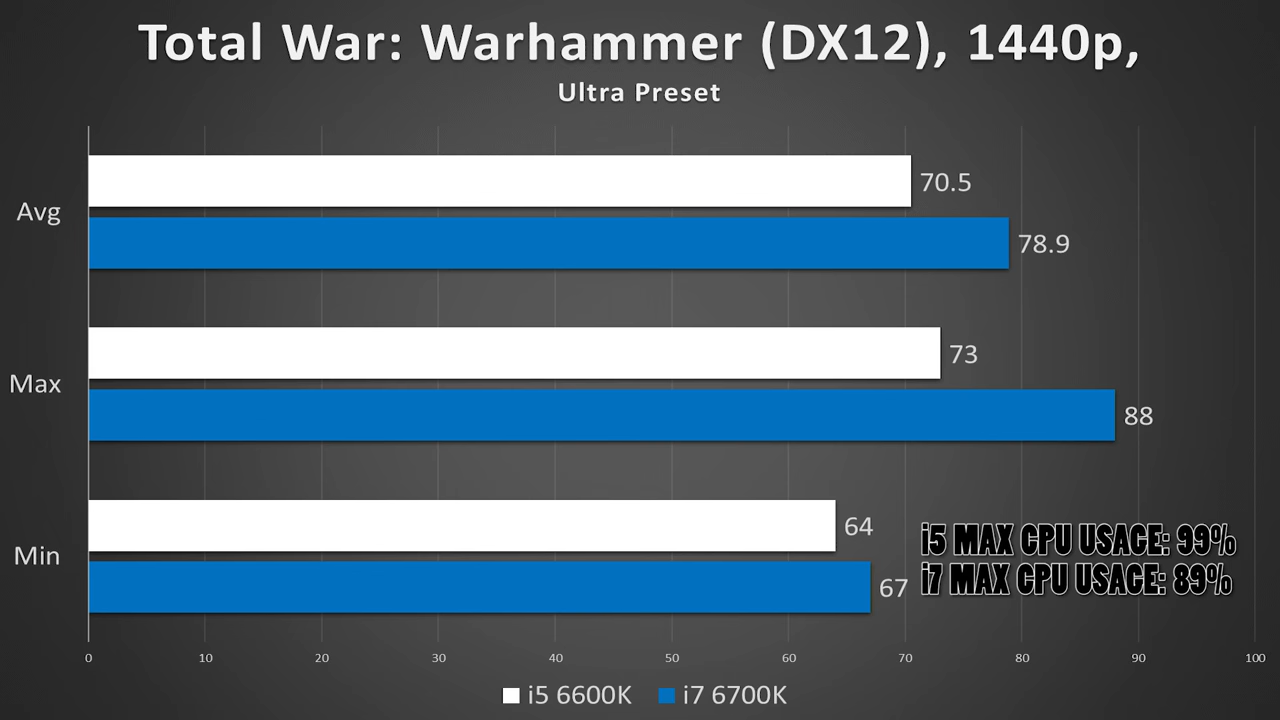 Total War: Warhammer (DX12), 1440p,
Ultra Preset
Avg
70.5
78.9
Max
73
88
Min
64
67
i5 MAX CPU USAGE: 99%
i7 MAX CPU USAGE: 89%
0 10 20 30 40 50 60 70 80 90 100
i5 6600K i7 6700K